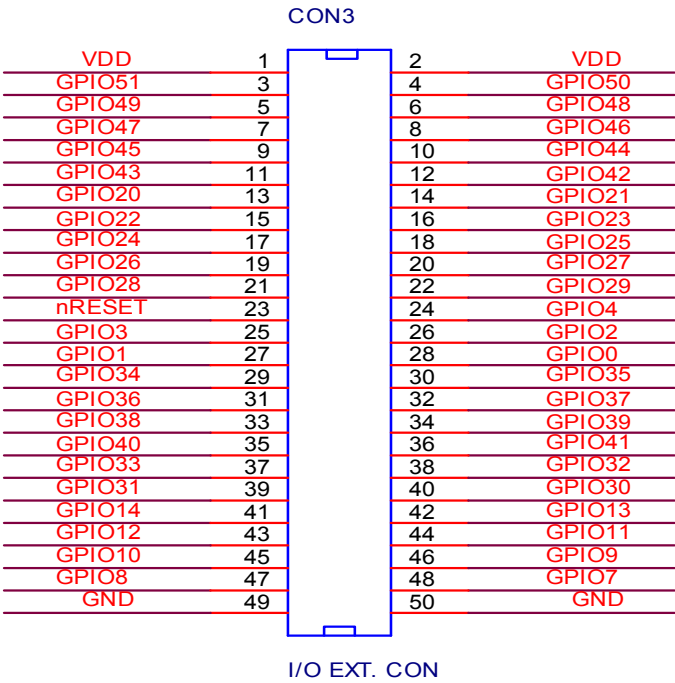 CON3
VDD 1 2 VDD
GPIO51 3 4 GPIO50
GPIO49 5 6 GPIO48
GPIO47 7 8 GPIO46
GPIO45 9 10 GPIO44
GPIO43 11 12 GPIO42
GPIO20 13 14 GPIO21
GPIO22 15 16 GPIO23
GPIO24 17 18 GPIO25
GPIO26 19 20 GPIO27
GPIO28 21 22 GPIO29
nRESET 23 24 GPIO4
GPIO3 25 26 GPIO2
GPIO1 27 28 GPIO0
GPIO34 29 30 GPIO35
GPIO36 31 32 GPIO37
GPIO38 33 34 GPIO39
GPIO40 35 36 GPIO41
GPIO33 37 38 GPIO32
GPIO31 39 40 GPIO30
GPIO14 41 42 GPIO13
GPIO12 43 44 GPIO11
GPIO10 45 46 GPIO9
GPIO8 47 48 GPIO7
GND 49 50 GND
I/O EXT. CON